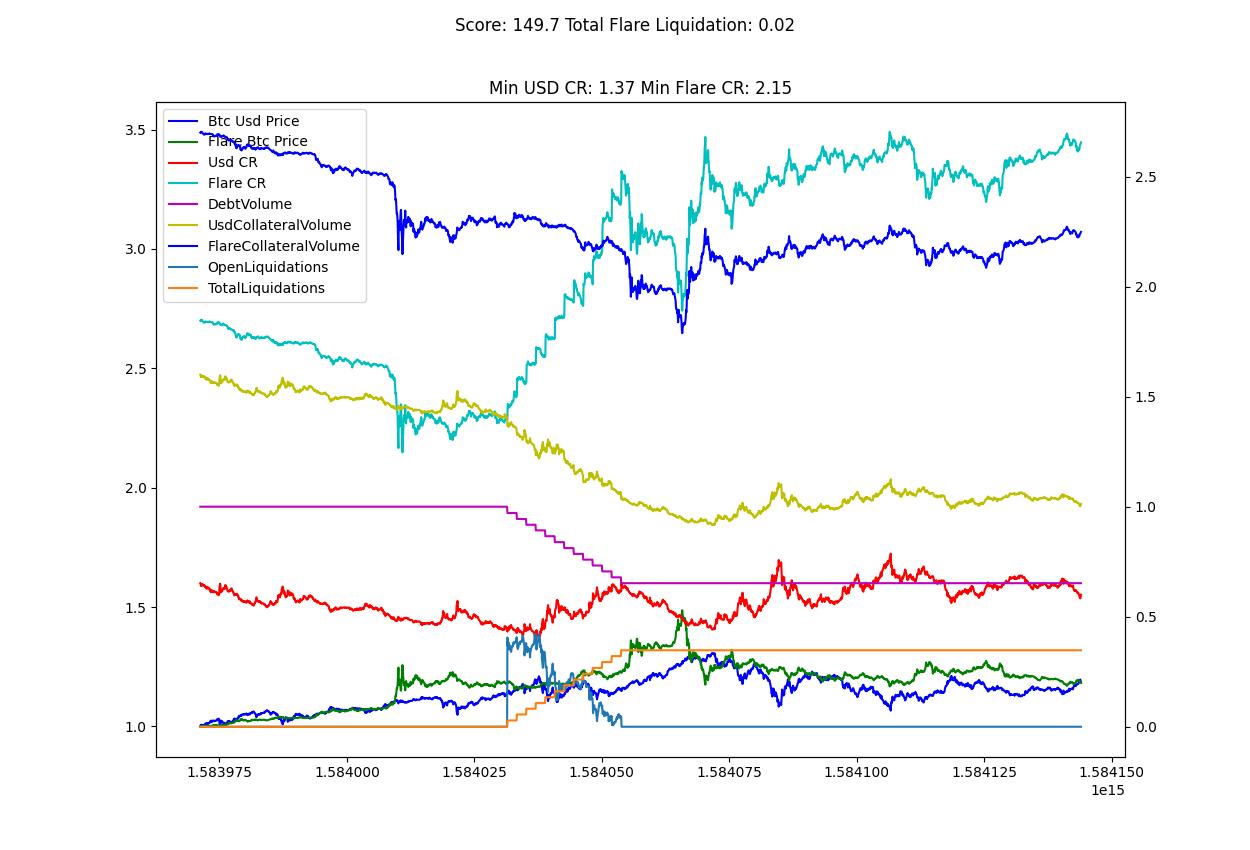 Score: 149.7 Total Flare Liquidation: 0.02
Min USD CR: 1.37 Min Flare CR: 2.15
Btc Usd Price
Flare Btc Price
Usd CR
Flare CR
DebtVolume
UsdCollateralVolume
FlareCollateralVolume
OpenLiquidations
TotalLiquidations
3.5
3.0
2.5
2.0
1.5
1.0
2.5
2.0
1.5
1.0
0.5
0.0
1.583975 1.584000 1.584025 1.584050 1.584075 1.584100 1.584125 1.584150
1e15